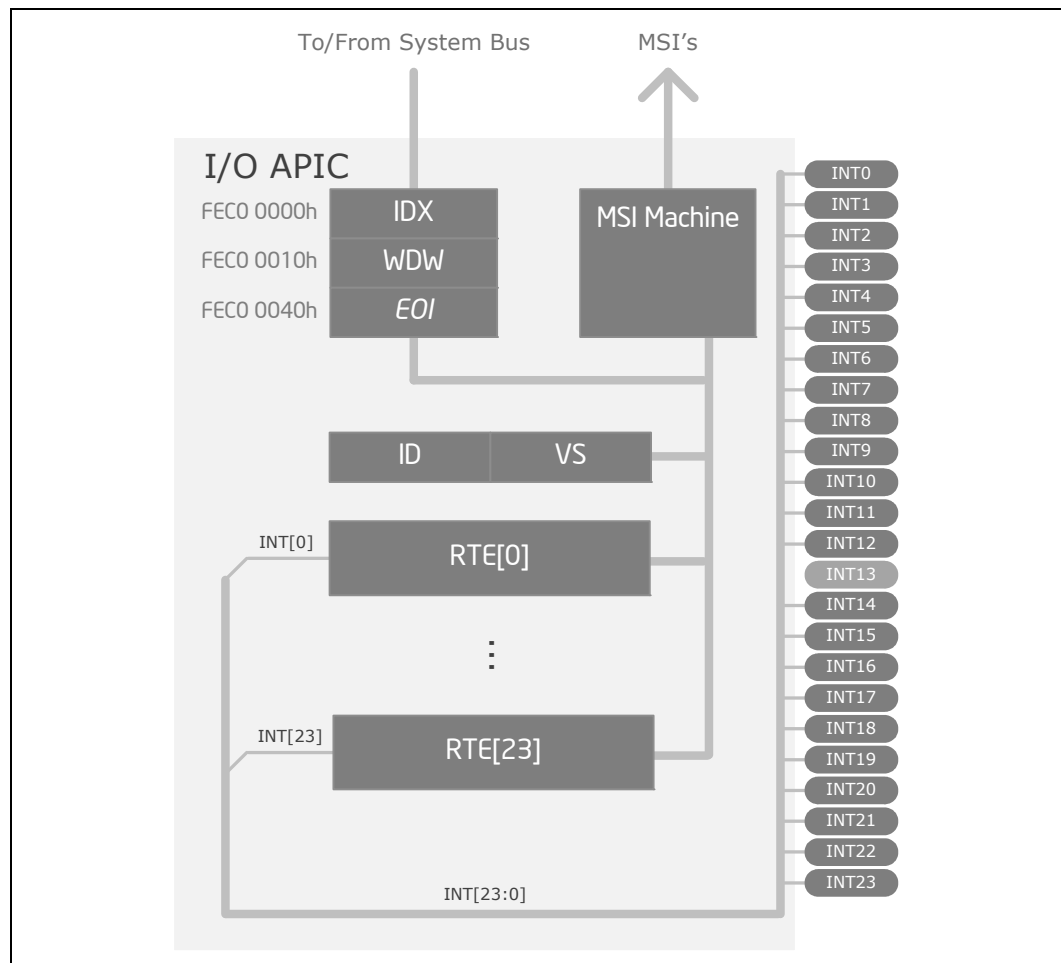 To/From System Bus
MSI's
I/O APIC
FEC0 0000h
IDX
FEC0 0010h
WDW
FEC0 0040h
EOI
MSI Machine
ID
VS
INT[0]
RTE[0]
⋮
INT[23]
RTE[23]
INT[23:0]
INT0
INT1
INT2
INT3
INT4
INT5
INT6
INT7
INT8
INT9
INT10
INT11
INT12
INT13
INT14
INT15
INT16
INT17
INT18
INT19
INT20
INT21
INT22
INT23